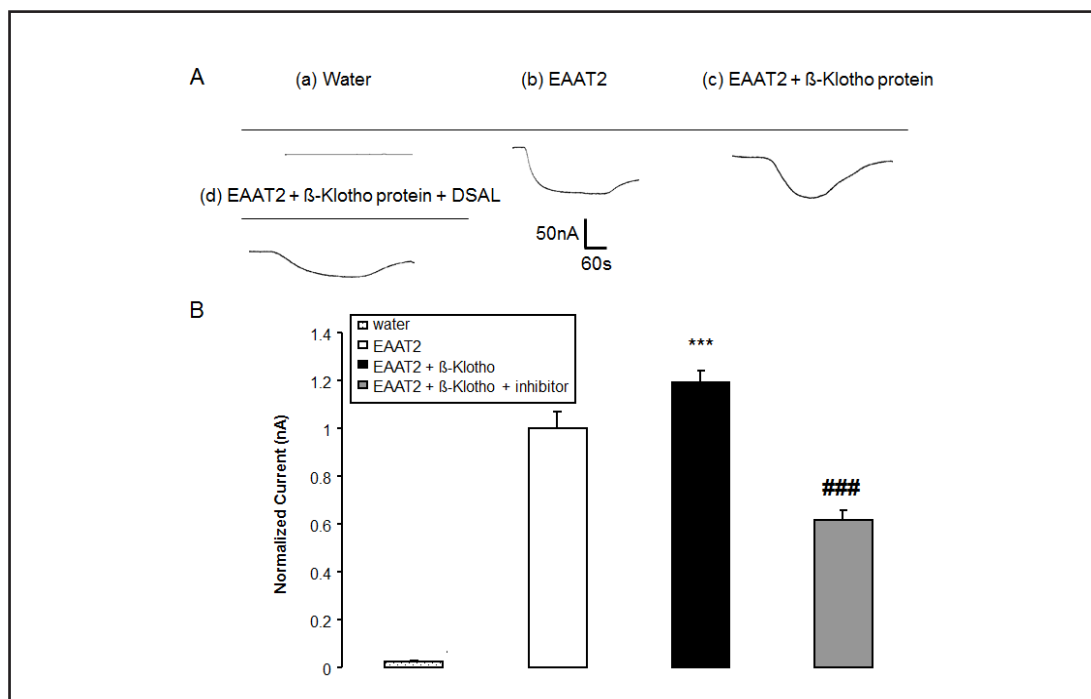 A
(a) Water
(b) EAAT2
(c) EAAT2 + ß-Klotho protein
(d) EAAT2 + ß-Klotho protein + DSAL
50nA
60s
B
water
EAAT2
EAAT2 + ß-Klotho
EAAT2 + ß-Klotho + inhibitor
Normalized Current (nA)
1.4
1.2
1
0.8
0.6
0.4
0.2
0
***
###